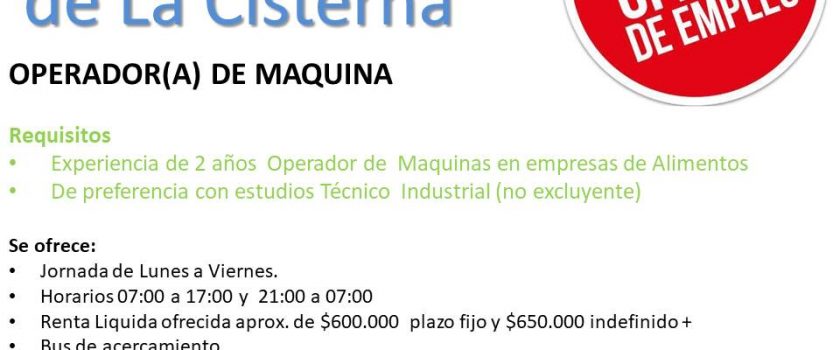 de La Cisterna
DE EMPLEO
OPERADOR(A) DE MAQUINA
Requisitos
• Experiencia de 2 años Operador de Maquinas en empresas de Alimentos
• De preferencia con estudios Técnico Industrial (no excluyente)
Se ofrece:
• Jornada de Lunes a Viernes.
• Horarios 07:00 a 17:00 y 21:00 a 07:00
• Renta Liquida ofrecida aprox. de $600.000 plazo fijo y $650.000 indefinido +
• Bus de acercamiento